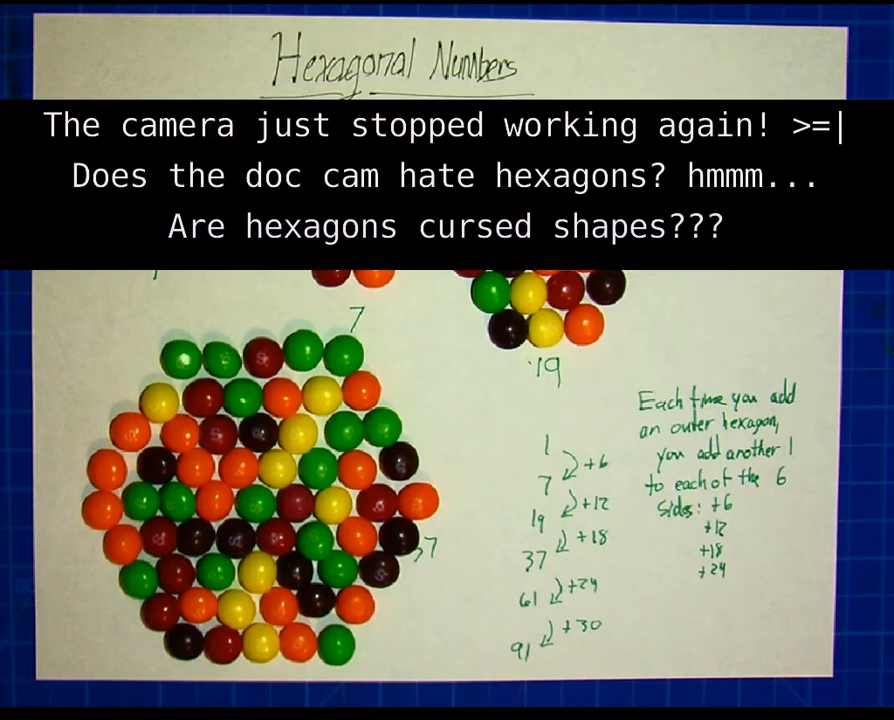 Hexagonal Numbers
The camera just stopped working again! >=|
Does the doc cam hate hexagons? hmmm...
Are hexagons cursed shapes???
7
19
37
1
+6
7
+12
19
+18
37
+24
61
+30
91
Each time you add
an outer hexagon,
you add another 1
to each of the 6
sides: +6
+12
+18
+24